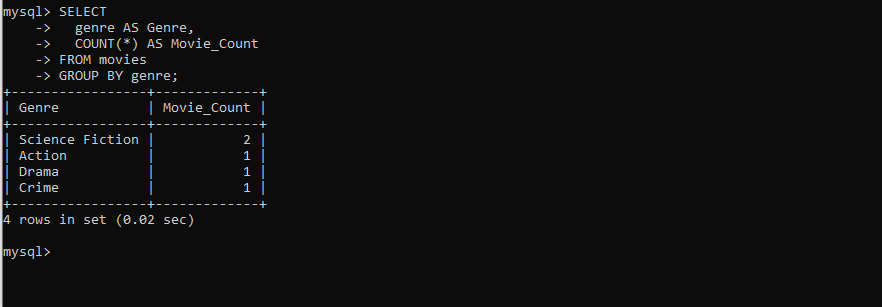 mysql> SELECT
    ->   genre AS Genre,
    ->   COUNT(*) AS Movie_Count
    -> FROM movies
    -> GROUP BY genre;
+-----------------+-------------+
| Genre           | Movie_Count |
+-----------------+-------------+
| Science Fiction |           2 |
| Action          |           1 |
| Drama           |           1 |
| Crime           |           1 |
+-----------------+-------------+
4 rows in set (0.02 sec)
mysql>